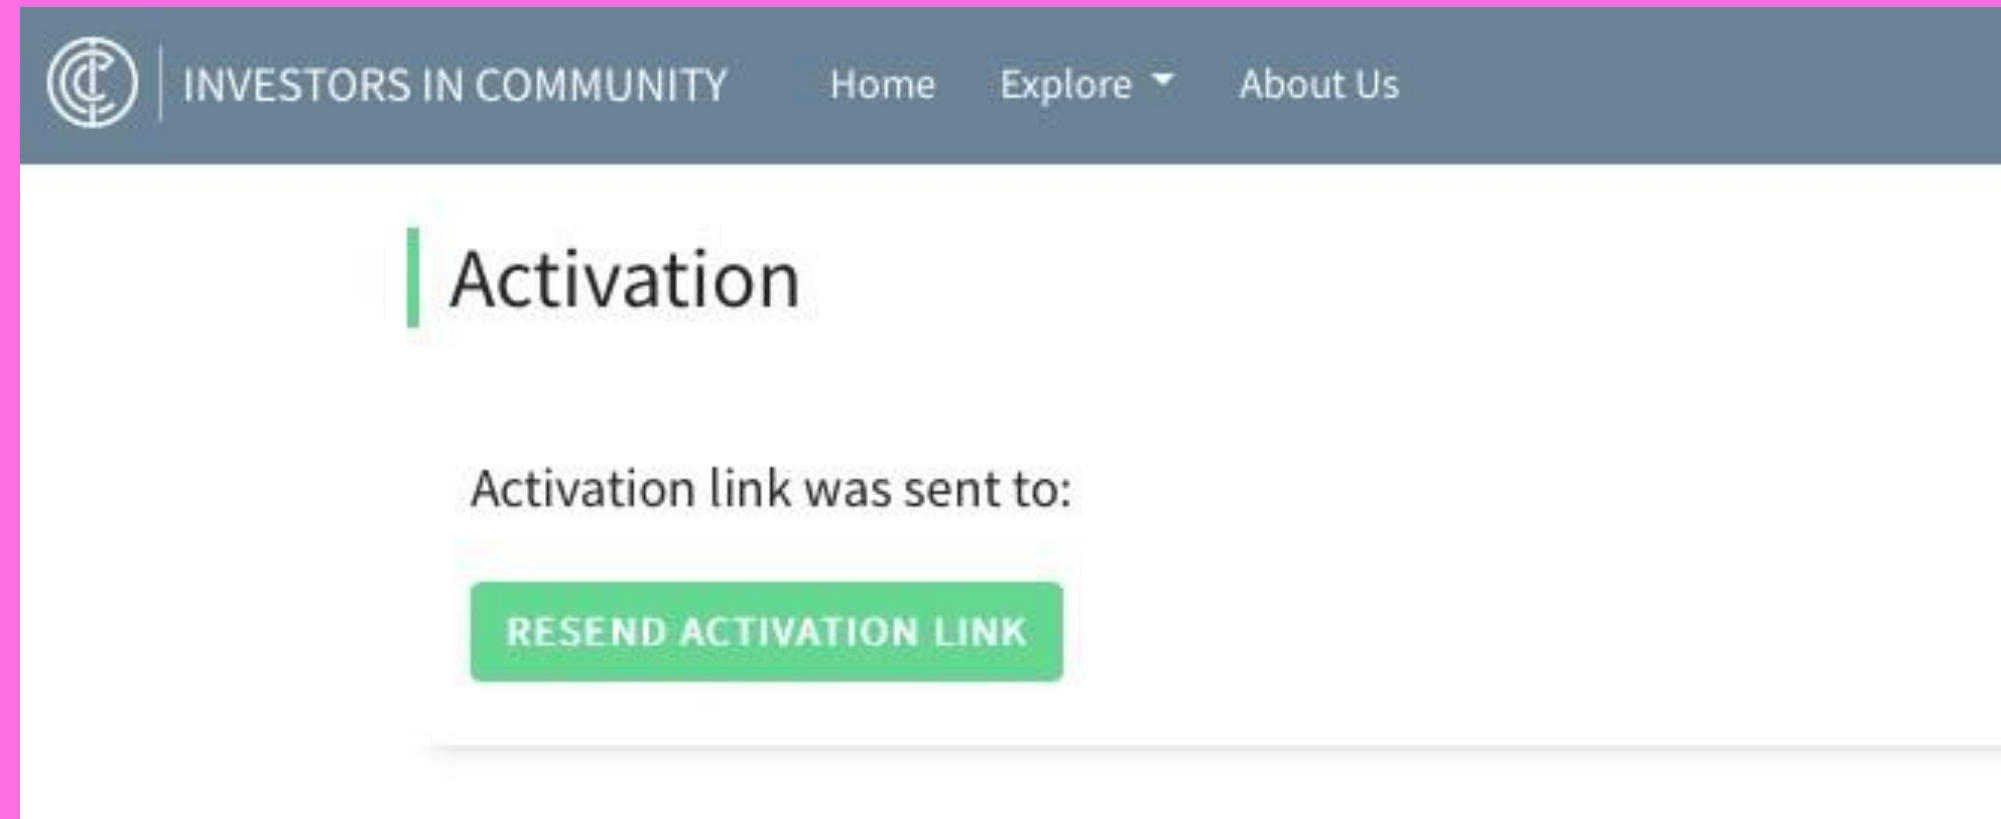 INVESTORS IN COMMUNITY Home Explore About Us
Activation
Activation link was sent to:
RESEND ACTIVATION LINK